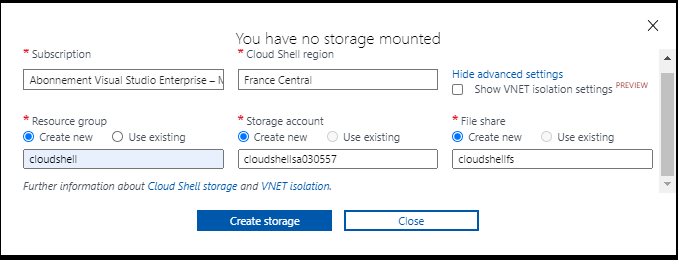 You have no storage mounted
* Subscription
* Cloud Shell region
Abonnement Visual Studio Enterprise –
France Central
Hide advanced settings
Show VNET isolation settings PREVIEW
* Resource group
* Storage account
* File share
Create new Use existing
Create new Use existing
Create new Use existing
cloudshell
cloudshellsa030557
cloudshellfs
Further information about Cloud Shell storage and VNET isolation.
Create storage
Close